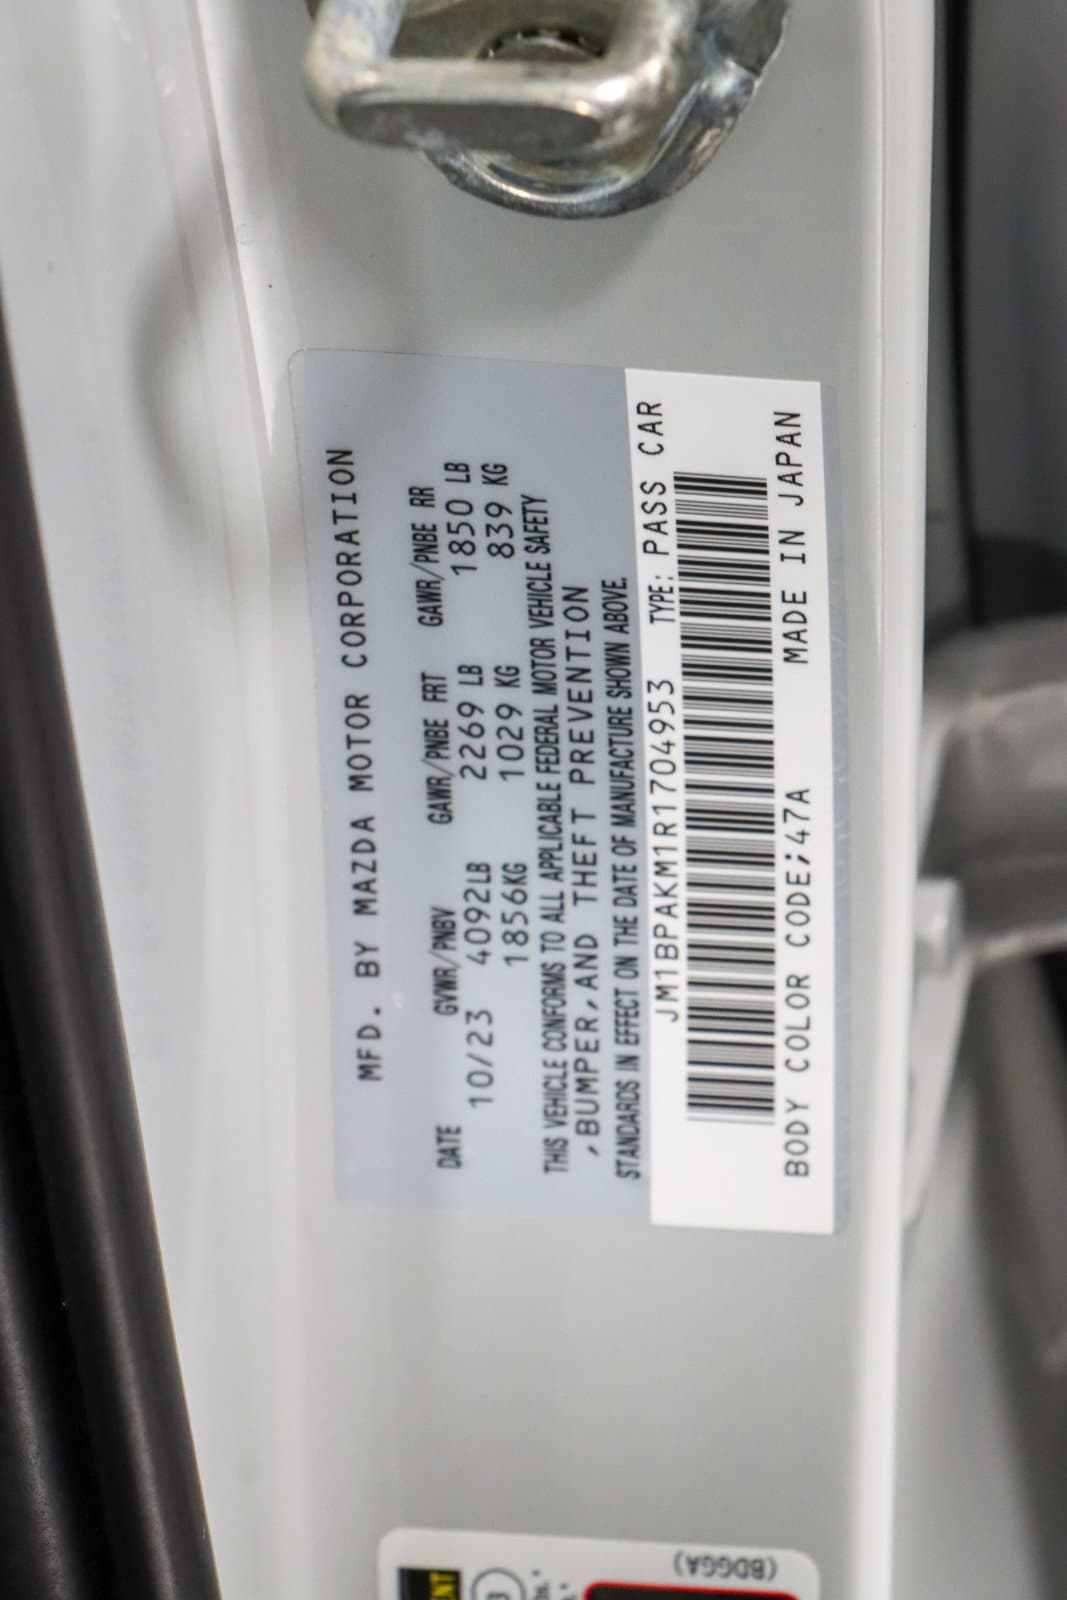 MFD. BY MAZDA MOTOR CORPORATION
DATE GVWR/PNBV GAWR/PNBE FRT GAWR/PNBE RR
10/23 4092LB 2269 LB 1850 LB
1856KG 1029 KG 839 KG
THIS VEHICLE CONFORMS TO ALL APPLICABLE FEDERAL MOTOR VEHICLE SAFETY
,BUMPER,AND THEFT PREVENTION
STANDARDS IN EFFECT ON THE DATE OF MANUFACTURE SHOWN ABOVE.
JM1BPAKM1R1704953 TYPE: PASS CAR
BODY COLOR CODE;47A MADE IN JAPAN
(BDGGA)